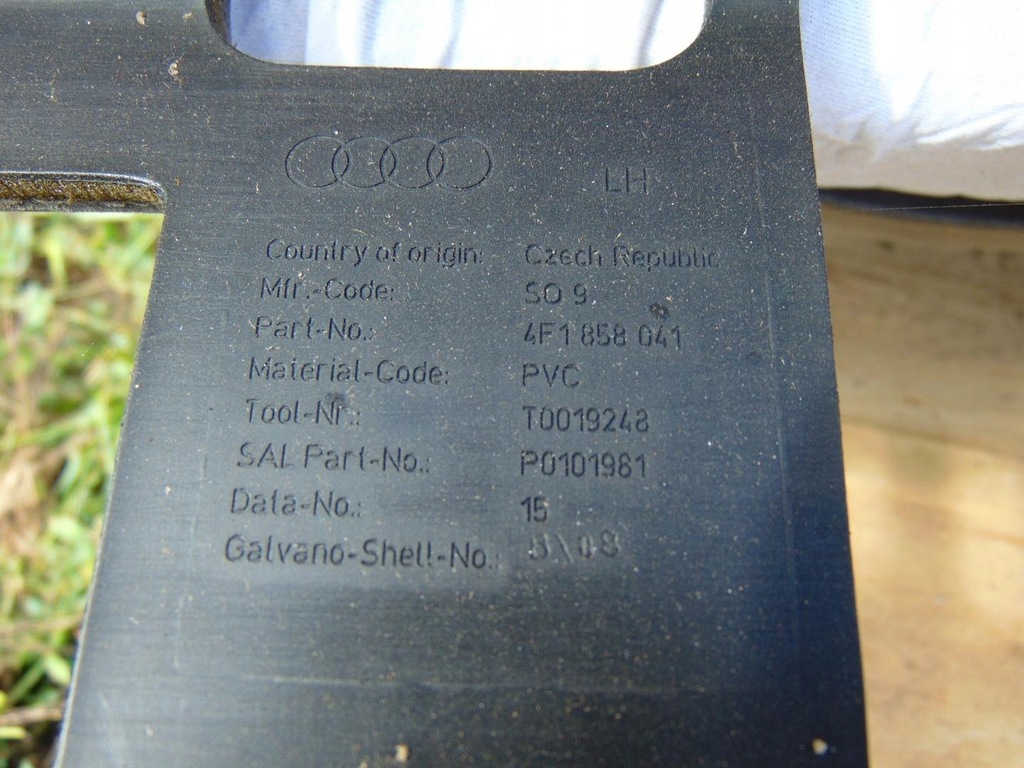 LH
Country of origin: Czech Republic
Mfr.-Code: SO 9
Part-No.: 4F1 858 041
Material-Code: PVC
Tool-Nr.: T0019248
SAL Part-No.: P0101981
Data-No.: 15
Galvano-Shell-No.: